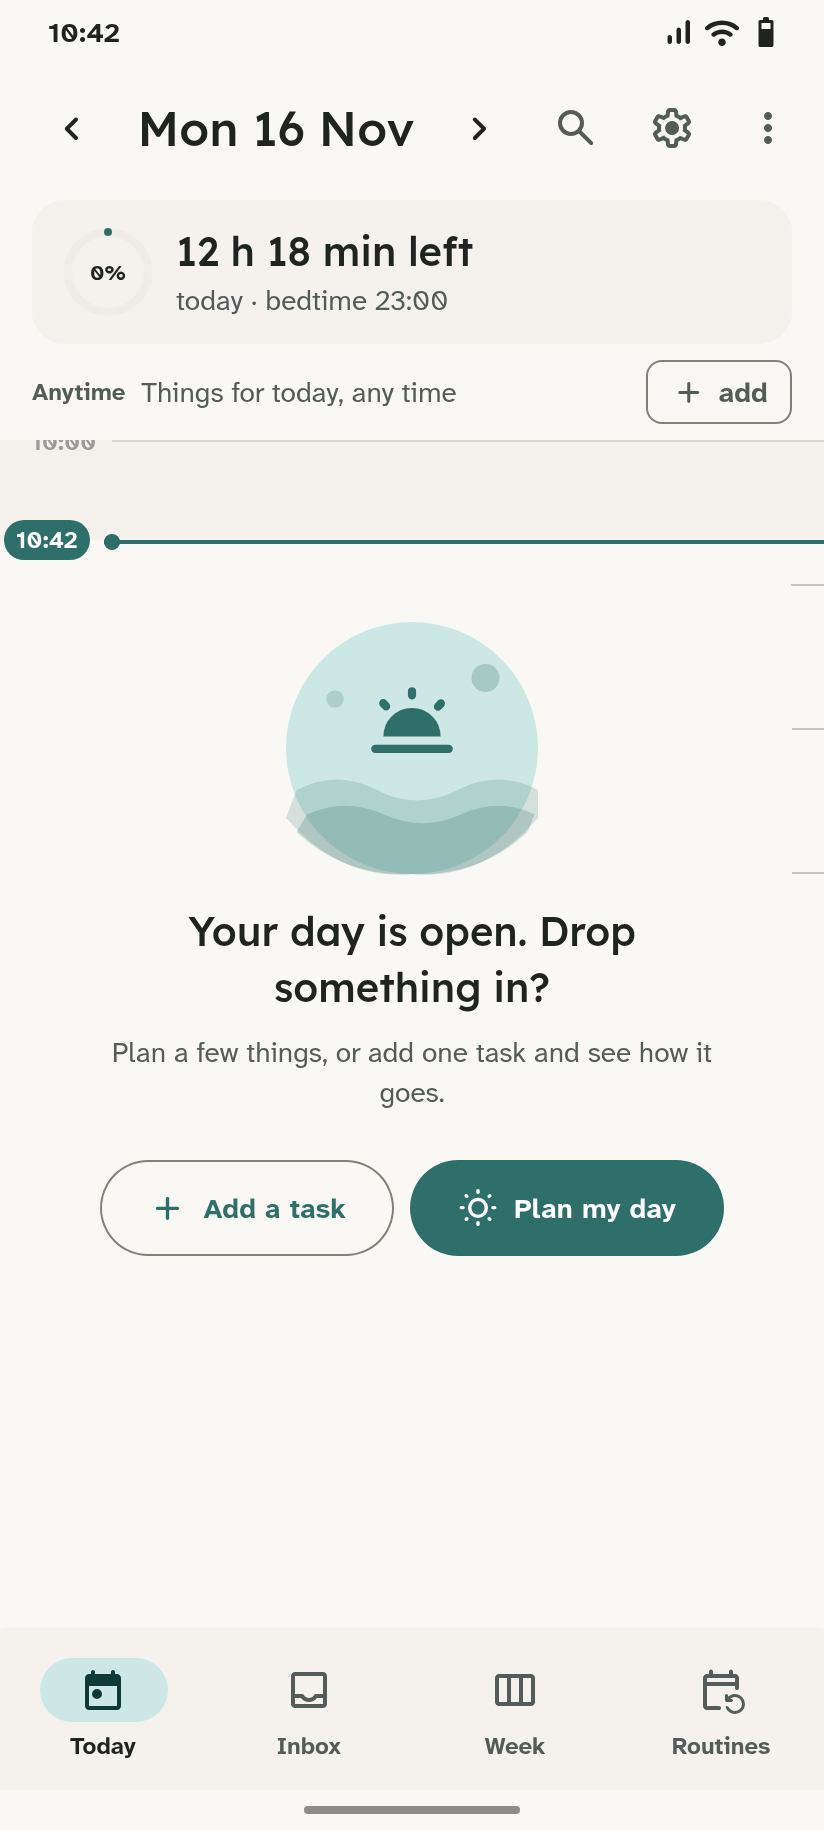 10:42
Mon 16 Nov
0%
12 h 18 min left
today · bedtime 23:00
Anytime Things for today, any time
+ add
10:00
10:42
Your day is open. Drop
something in?
Plan a few things, or add one task and see how it
goes.
+ Add a task
Plan my day
Today
Inbox
Week
Routines